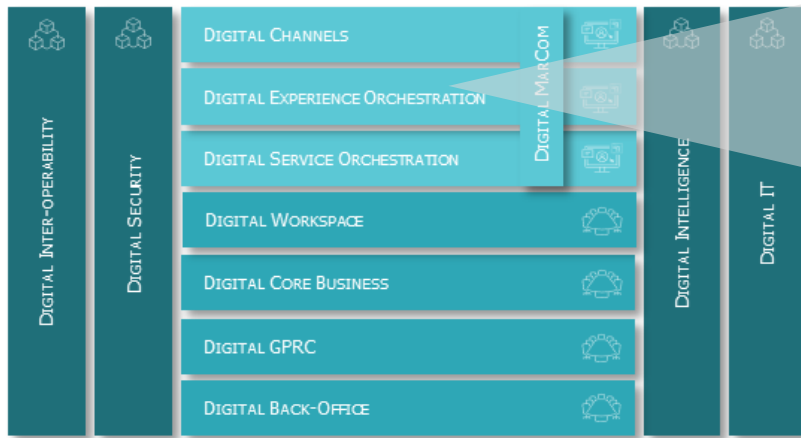 Digital Inter-operability
Digital Security
Digital Channels
Digital Experience Orchestration
Digital Service Orchestration
Digital MarCom
Digital Workspace
Digital Core Business
Digital GPRC
Digital Back-Office
Digital Intelligence
Digital IT